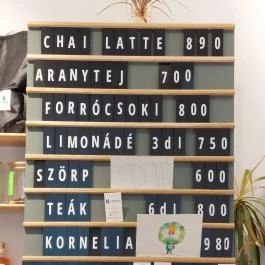 CHAI LATTE 890
ARANYTEJ 700
FORRÓCSOKI 800
LIMONÁDÉ 3dl 750
SZÖRP 600
TEÁK 6dl 800
KORNELIA 980